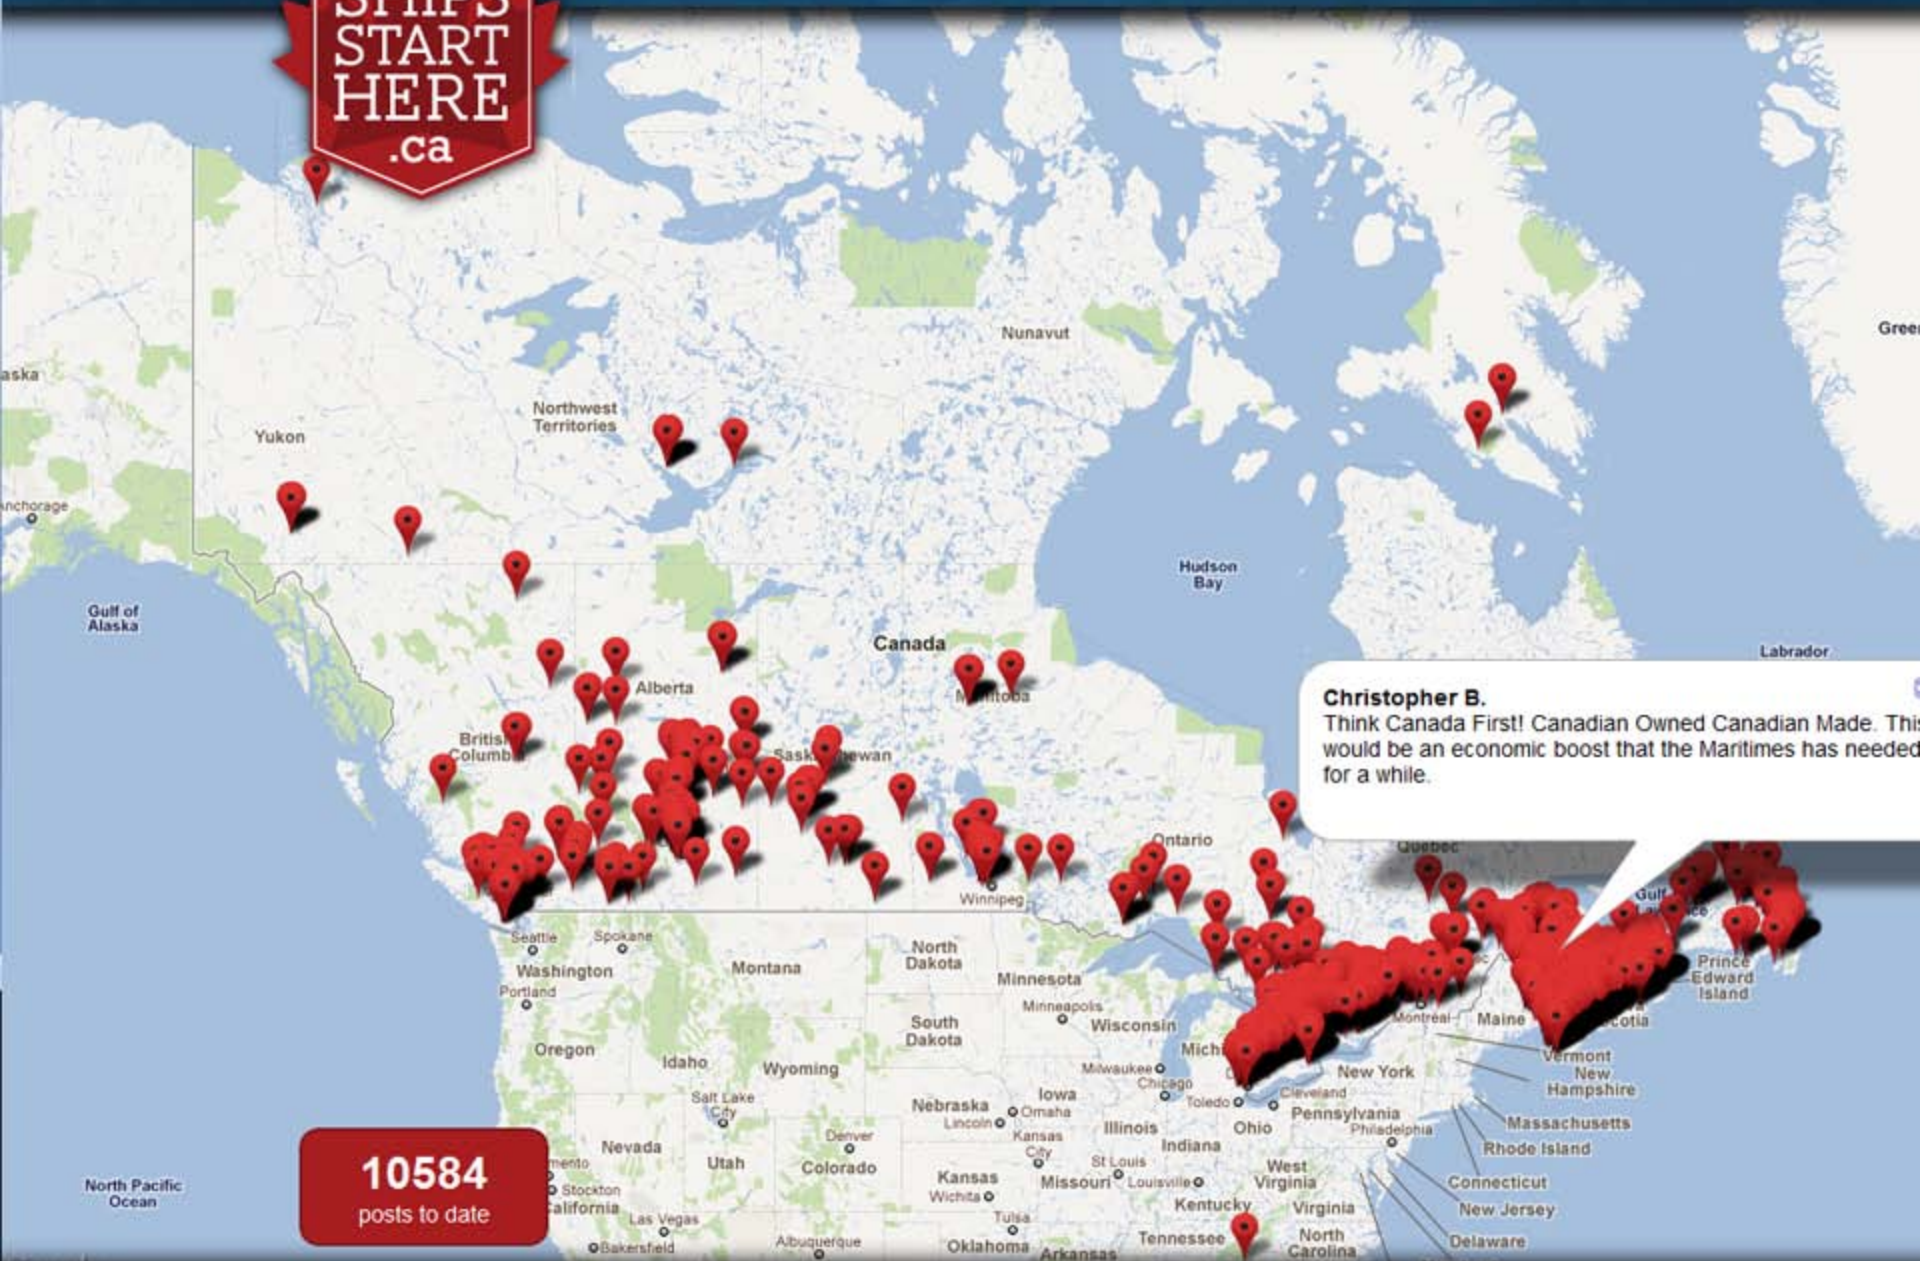 SHIPS
START
HERE
.ca
Nunavut
Northwest
Territories
Yukon
Hudson
Bay
Gulf of
Alaska
Canada
Labrador
Alberta
Christopher B.
Think Canada First! Canadian Owned Canadian Made. This
would be an economic boost that the Maritimes has needed
for a while.
Ontario
Quebec
Winnipeg
Seattle
Spokane
Washington
Portland
Montana
North
Dakota
Minnesota
Minneapolis
Prince
Edward
Island
Oregon
Idaho
Wyoming
South
Dakota
Wisconsin
Montreal
Maine
Vermont
New
Hampshire
Milwaukee
Chicago
New York
Salt Lake
City
Nebraska
Lincoln
Iowa
Omaha
Toledo
Cleveland
Pennsylvania
Philadelphia
Massachusetts
Rhode Island
Nevada
Utah
Denver
Colorado
Kansas
City
Illinois
Indiana
Ohio
10584
posts to date
Stockton
Kansas
Wichita
Missouri
St Louis
Louisville
West
Virginia
Connecticut
New Jersey
North Pacific
Ocean
Las Vegas
Bakersfield
Albuquerque
Tulsa
Oklahoma
Arkansas
Kentucky
Virginia
Tennessee
North
Carolina
Delaware